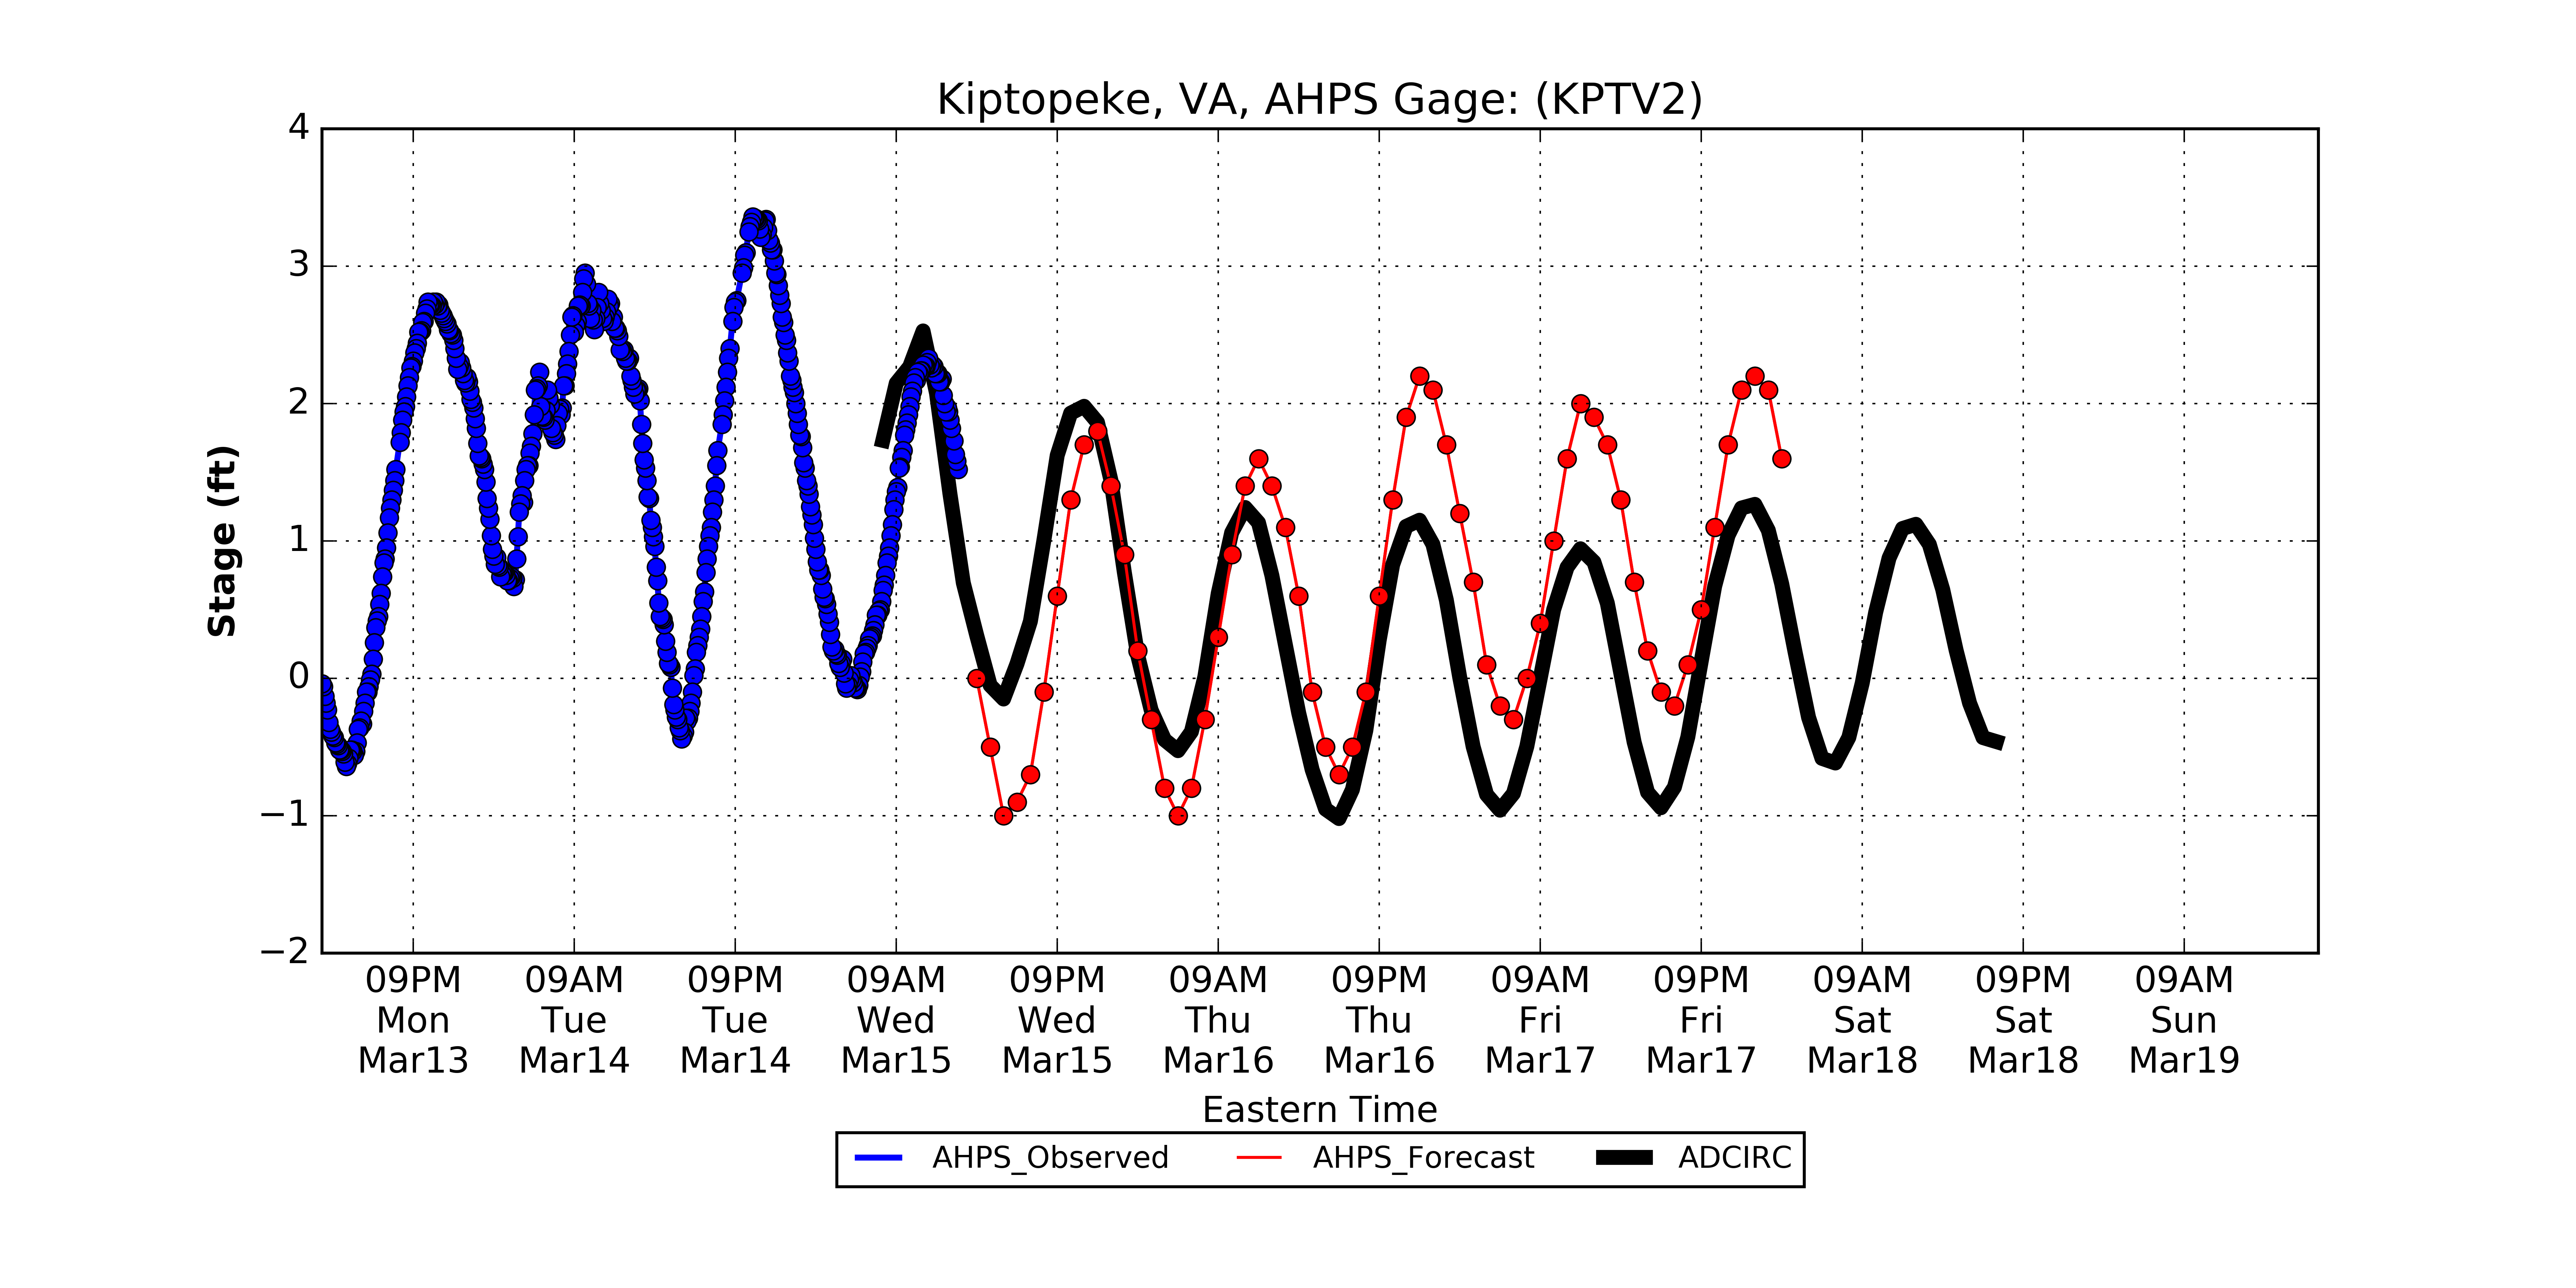 Kiptopeke, VA, AHPS Gage: (KPTV2)
4
3
2
1
0
−1
−2
Stage (ft)
09PM 09AM 09PM 09AM 09PM 09AM 09PM 09AM 09PM 09AM 09PM 09AM
Mon Tue Tue Wed Wed Thu Thu Fri Fri Sat Sat Sun
Mar13 Mar14 Mar14 Mar15 Mar15 Mar16 Mar16 Mar17 Mar17 Mar18 Mar18 Mar19
Eastern Time
AHPS_Observed AHPS_Forecast ADCIRC